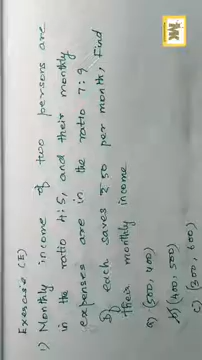 Exercise (E)
1) Monthly income of two persons are
in the ratio 4:5, and their monthly
expenses are in the ratio 7:9
If each saves ₹50 per month, Find
their monthly income
a) (500, 400)
b) (400, 500)
c) (300, 600)
MK